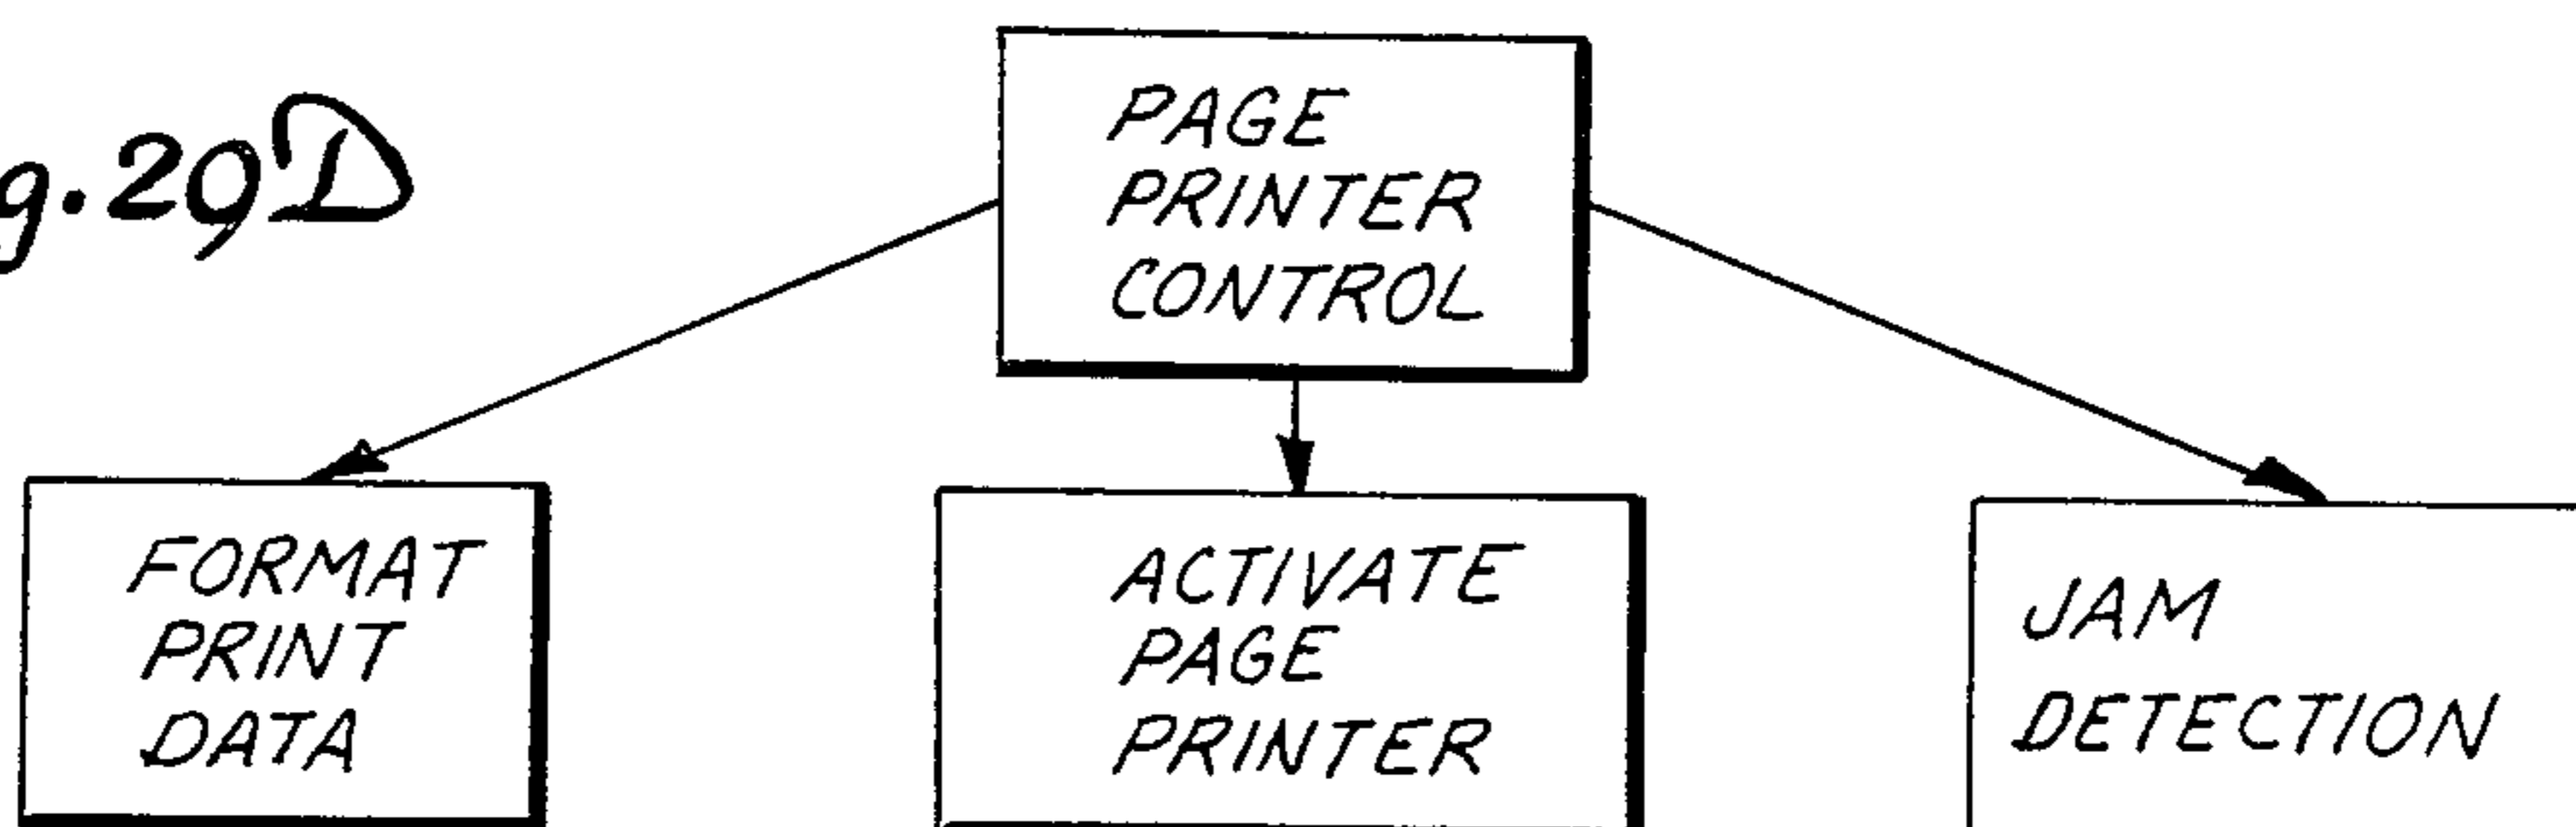 g.29D
PAGE
PRINTER
CONTROL
FORMAT
PRINT
DATA
ACTIVATE
PAGE
PRINTER
JAM
DETECTION